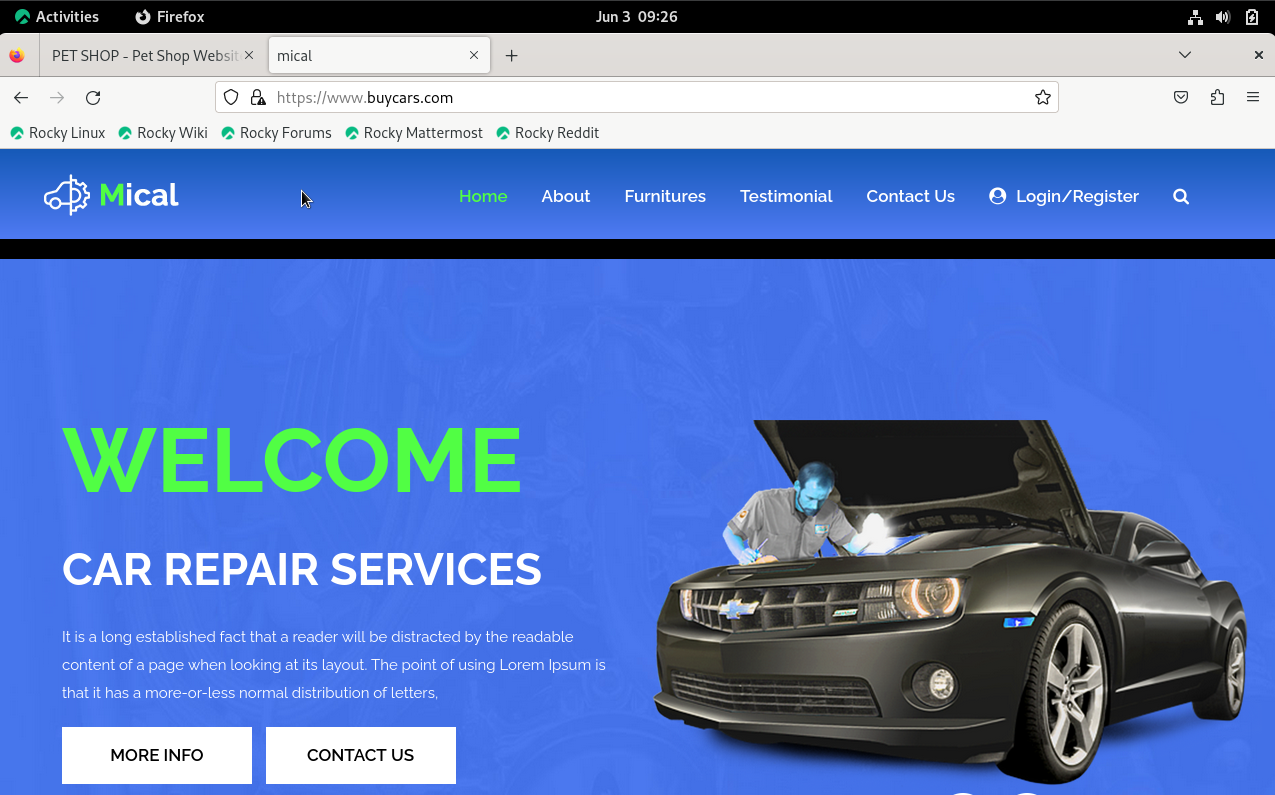 Activities Firefox Jun 3 09:26
PET SHOP - Pet Shop Websit mical
https://www.buycars.com
Rocky Linux Rocky Wiki Rocky Forums Rocky Mattermost Rocky Reddit
Mical Home About Furnitures Testimonial Contact Us Login/Register
WELCOME
CAR REPAIR SERVICES
It is a long established fact that a reader will be distracted by the readable
content of a page when looking at its layout. The point of using Lorem Ipsum is
that it has a more-or-less normal distribution of letters,
MORE INFO CONTACT US